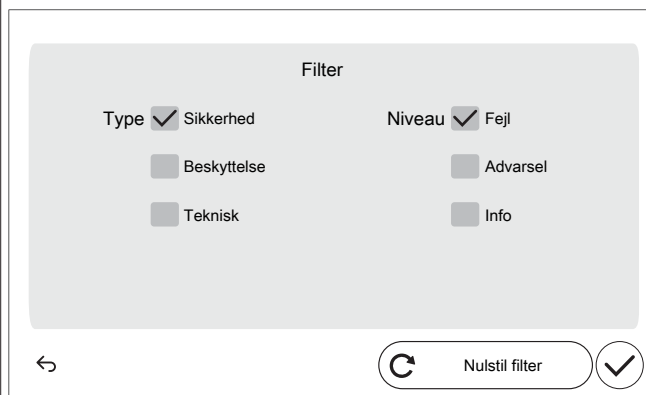 Filter
Type Sikkerhed Niveau Fejl
Beskyttelse Advarsel
Teknisk Info
Nulstil filter